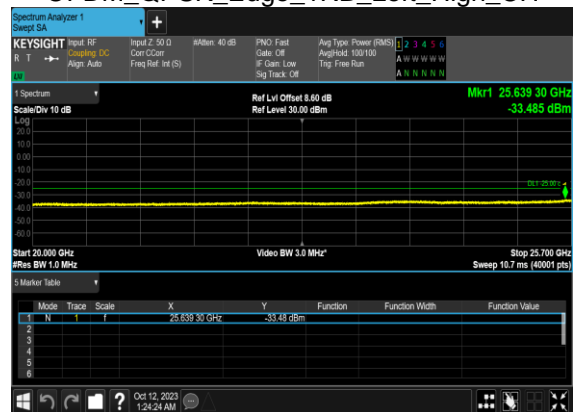 Spectrum Analyzer 1
Swept SA
+
KEYSIGHT Input: RF Input Z: 50 Ω #Atten: 40 dB PNO: Fast Avg Type: Power (RMS) 1 2 3 4 5 6
R T Coupling: DC Corr CCorr Gate: Off Avg|Hold: 100/100 A W W W W W
Align: Auto Freq Ref: Int (S) IF Gain: Low Trig: Free Run
LU Sig Track: Off A N N N N N
1 Spectrum Ref Lvl Offset 8.60 dB Mkr1 25.639 30 GHz
Scale/Div 10 dB Ref Level 30.00 dBm -33.485 dBm
Log
20.0
10.0
0.00
-10.0
-20.0 DL1 -25.00
-30.0
-40.0
-50.0
-60.0
Start 20.000 GHz Video BW 3.0 MHz* Stop 25.700 GHz
#Res BW 1.0 MHz Sweep 10.7 ms (40001 pts)
5 Marker Table
Mode Trace Scale X Y Function Function Width Function Value
1 N 1 f 25.639 30 GHz -33.48 dBm
2
3
4
5
6
? Oct 12, 2023
1:24:24 AM